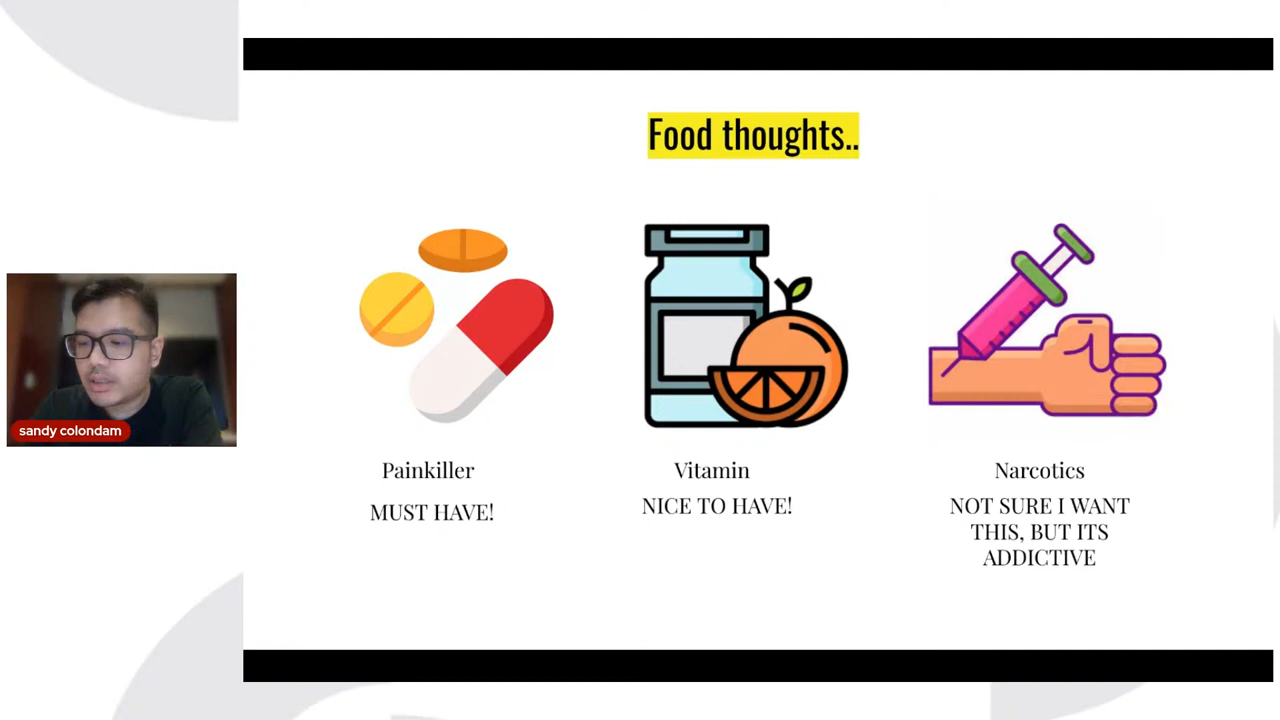 Food thoughts..
sandy colondam
Painkiller
MUST HAVE!
Vitamin
NICE TO HAVE!
Narcotics
NOT SURE I WANT
THIS, BUT ITS
ADDICTIVE